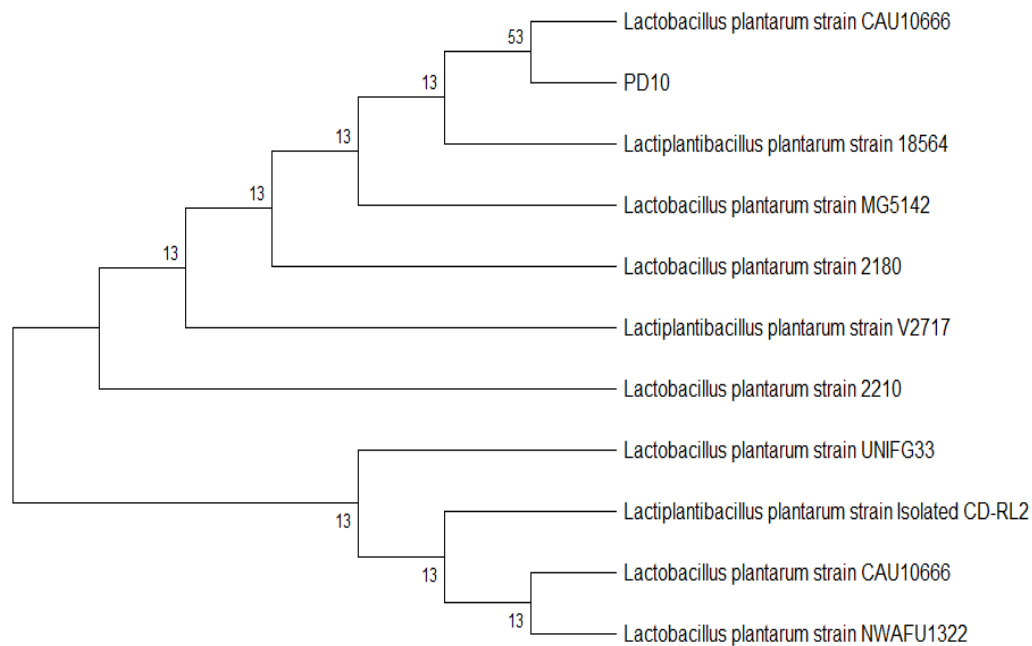 Lactobacillus plantarum strain CAU10666
53
PD10
13
Lactiplantibacillus plantarum strain 18564
13
Lactobacillus plantarum strain MG5142
13
Lactobacillus plantarum strain 2180
13
Lactiplantibacillus plantarum strain V2717
Lactobacillus plantarum strain 2210
Lactobacillus plantarum strain UNIFG33
13
Lactiplantibacillus plantarum strain Isolated CD-RL2
13
Lactobacillus plantarum strain CAU10666
13
Lactobacillus plantarum strain NWAFU1322